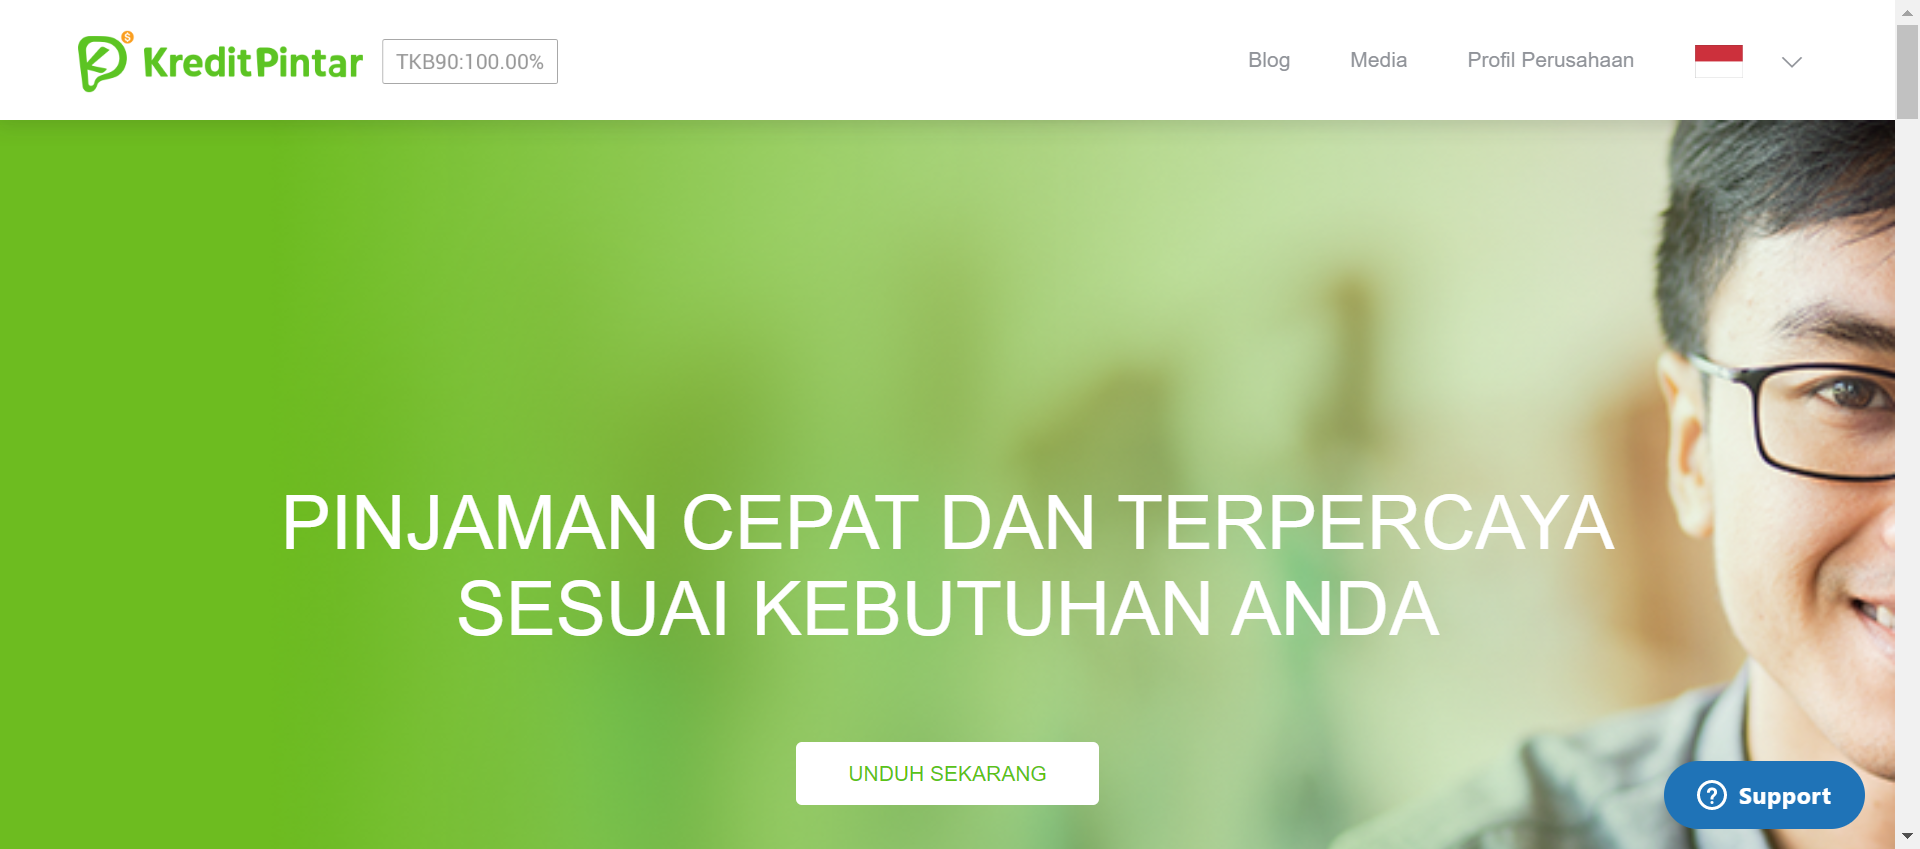 KreditPintar
TKB90:100.00%
Blog
Media
Profil Perusahaan
PINJAMAN CEPAT DAN TERPERCAYA
SESUAI KEBUTUHAN ANDA
UNDUH SEKARANG
Support